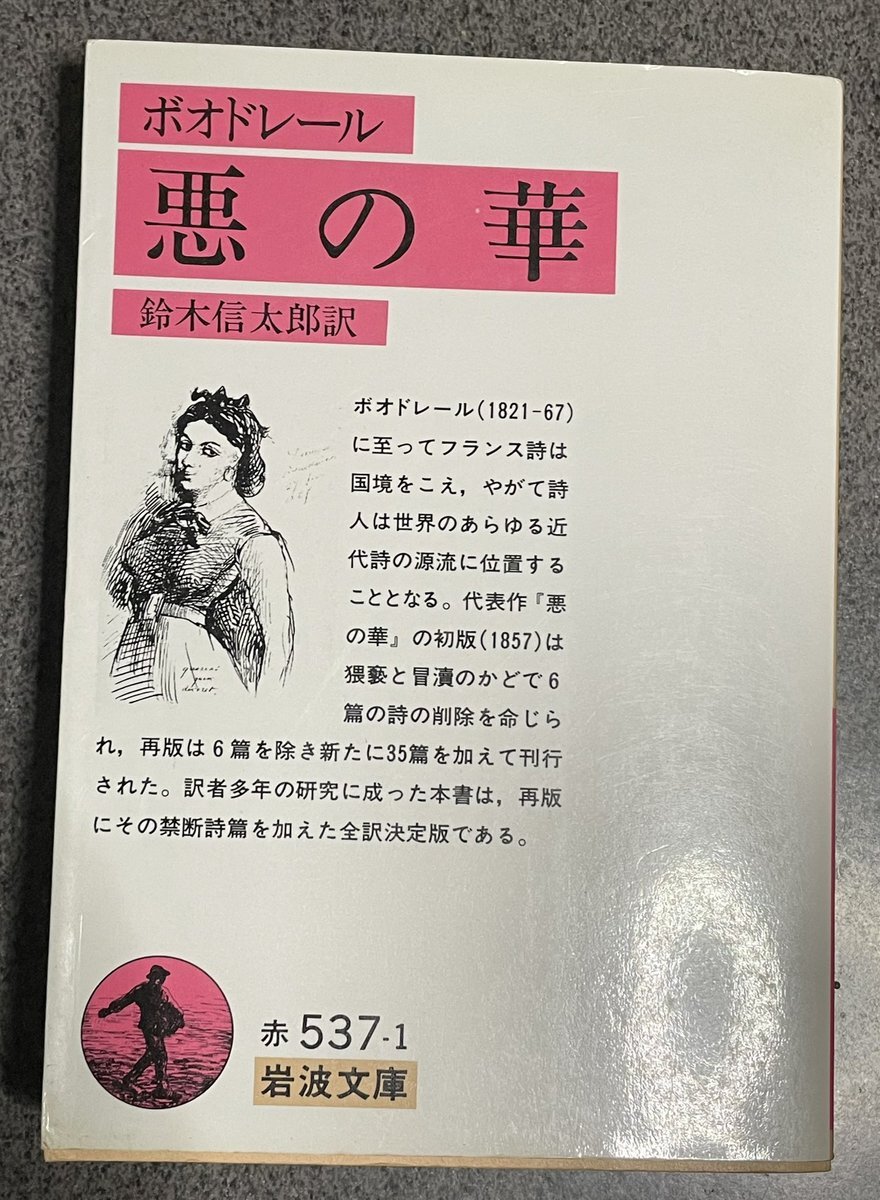 ボオドレール
悪の華
鈴木信太郎訳
ボオドレール(1821-67)
に至ってフランス詩は
国境をこえ，やがて詩
人は世界のあらゆる近
代詩の源流に位置する
こととなる。代表作『悪
の華』の初版(1857)は
猥褻と冒瀆のかどで6
篇の詩の削除を命じら
れ，再版は6篇を除き新たに35篇を加えて刊行
された。訳者多年の研究に成った本書は，再版
にその禁断詩篇を加えた全訳決定版である。
赤 537-1
岩波文庫